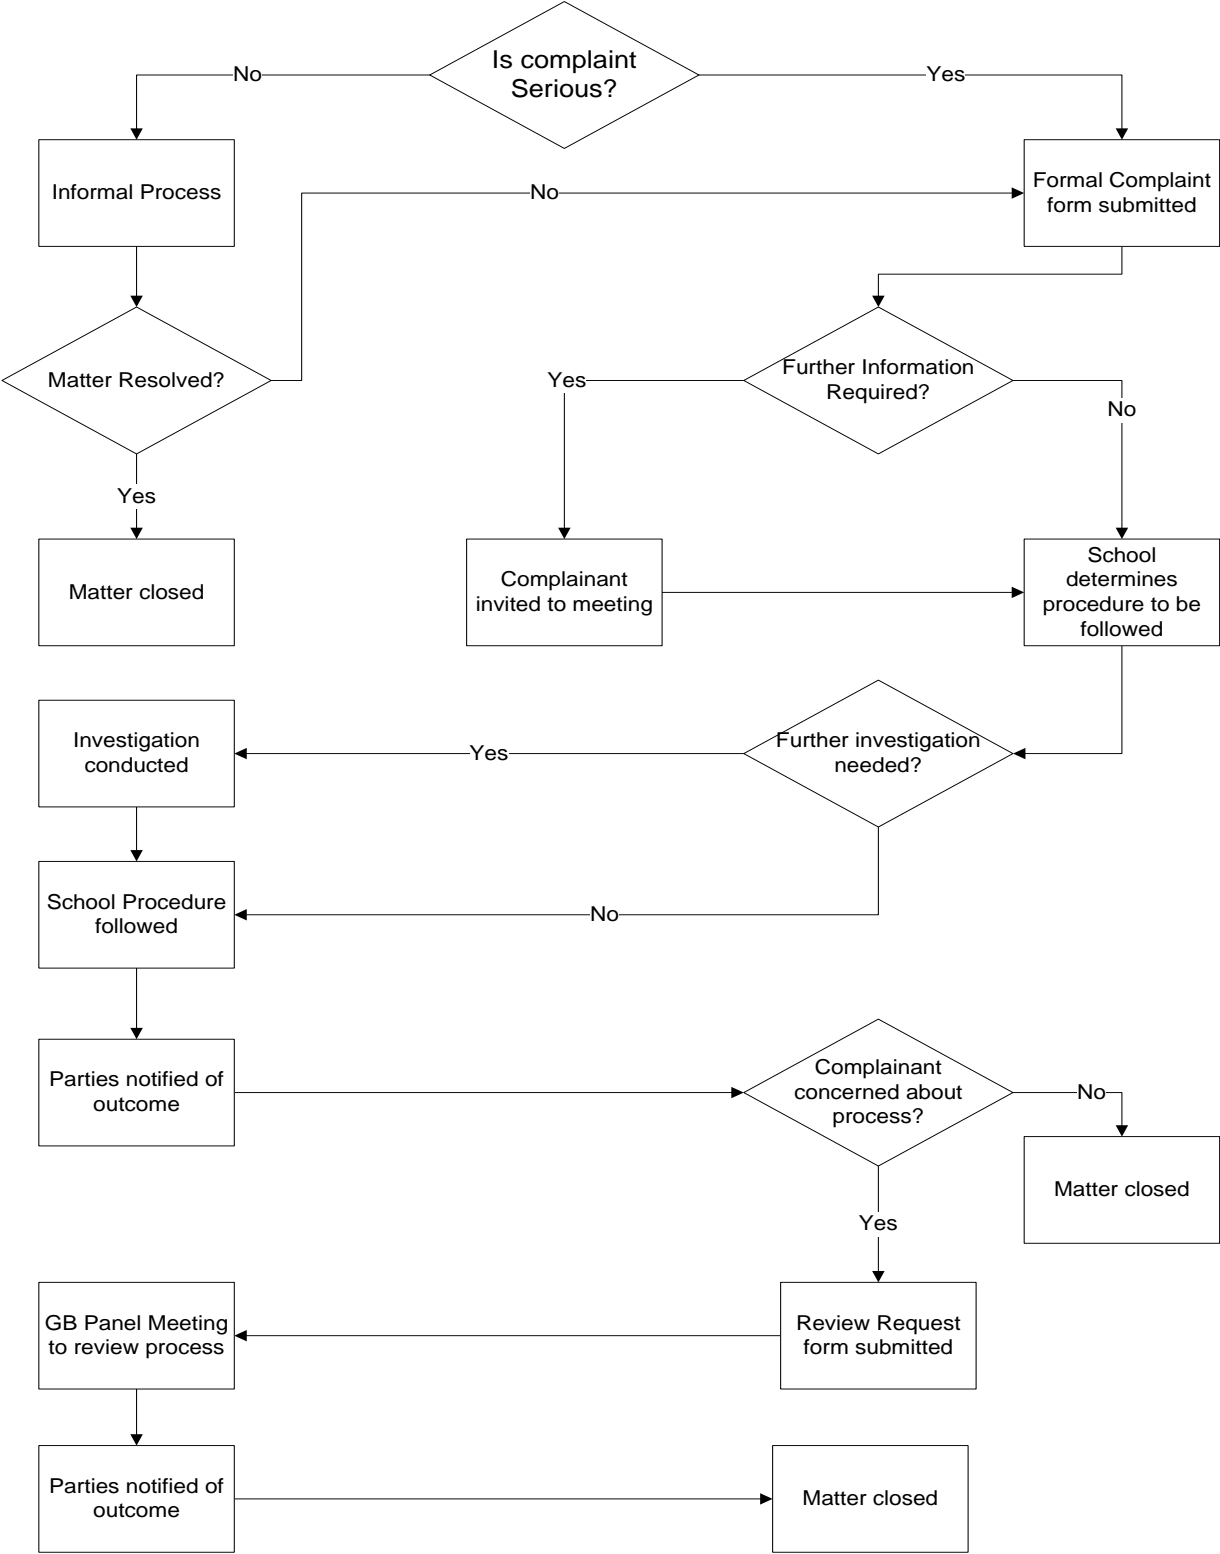 Is complaint
Serious?
No
Yes
Informal Process
No
Formal Complaint
form submitted
Matter Resolved?
Further Information
Required?
Yes
No
Yes
Matter closed
Complainant
invited to meeting
School
determines
procedure to be
followed
Investigation
conducted
Yes
Further investigation
needed?
School Procedure
followed
No
Parties notified of
outcome
Complainant
concerned about
process?
No
Matter closed
Yes
GB Panel Meeting
to review process
Review Request
form submitted
Parties notified of
outcome
Matter closed